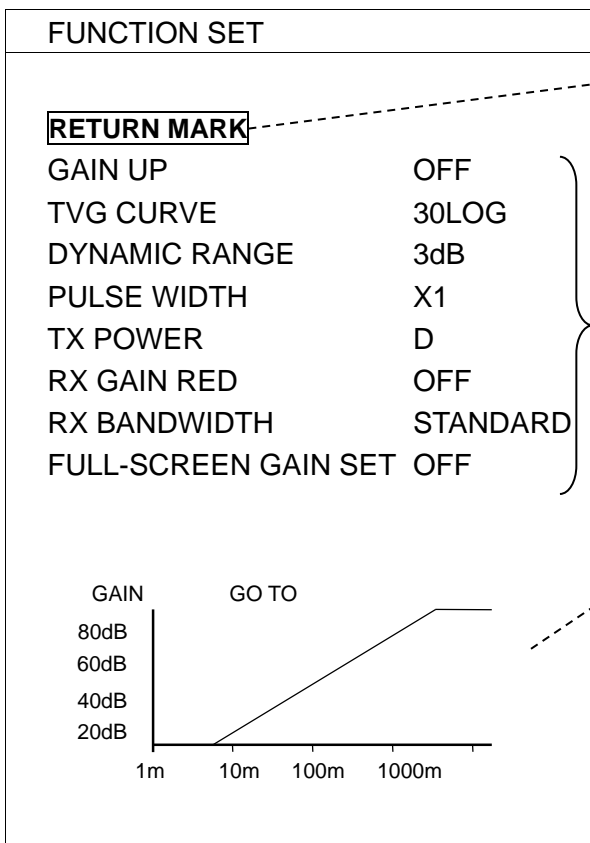 FUNCTION SET
RETURN MARK
GAIN UP OFF
TVG CURVE 30LOG
DYNAMIC RANGE 3dB
PULSE WIDTH X1
TX POWER D
RX GAIN RED OFF
RX BANDWIDTH STANDARD
FULL-SCREEN GAIN SET OFF
GAIN GO TO
80dB
60dB
40dB
20dB
1m 10m 100m 1000m